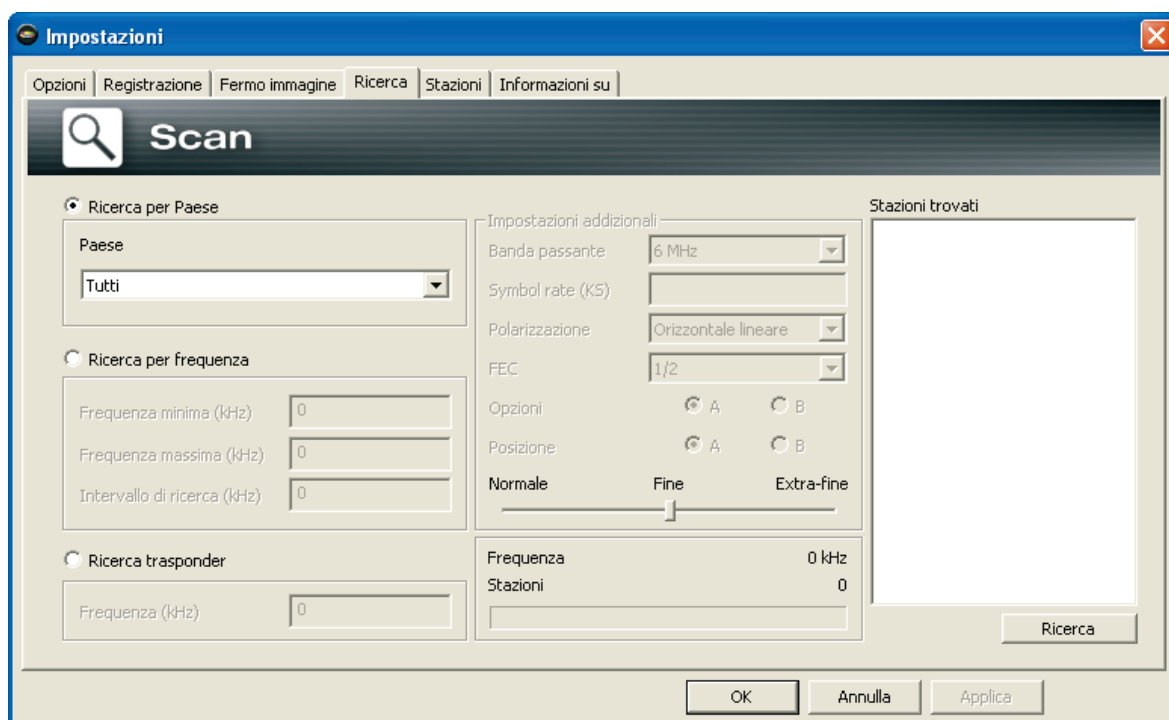 Impostazioni
Opzioni
Registrazione
Fermo immagine
Ricerca
Stazioni
Informazioni su
Scan
Ricerca per Paese
Paese
Tutti
Ricerca per frequenza
Frequenza minima (kHz)
0
Frequenza massima (kHz)
0
Intervallo di ricerca (kHz)
0
Ricerca trasponder
Frequenza (kHz)
0
Impostazioni addizionali
Banda passante
6 MHz
Symbol rate (KS)
Polarizzazione
Orizzontale lineare
FEC
1/2
Opzioni
A
B
Posizione
A
B
Normale
Fine
Extra-fine
Frequenza
0 kHz
Stazioni
0
Stazioni trovati
Ricerca
OK
Annulla
Applica